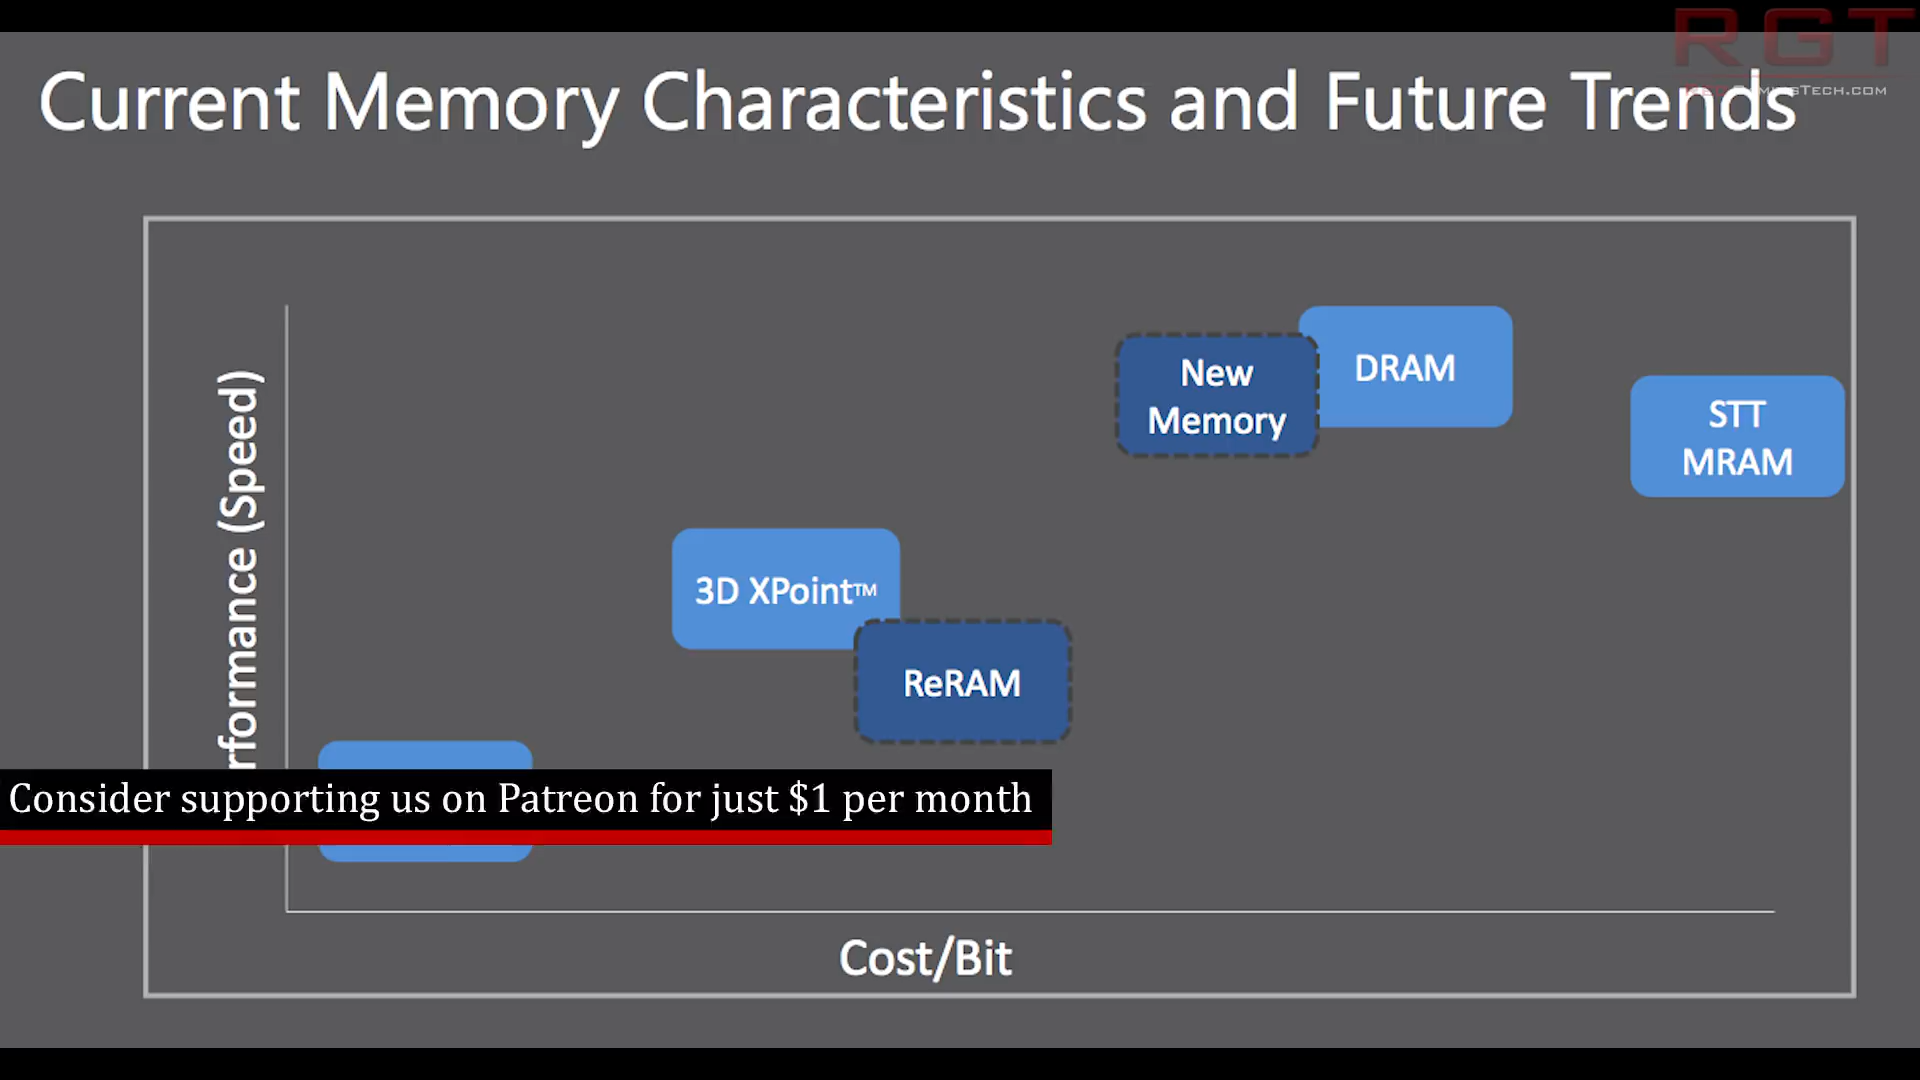 RGT
Current Memory Characteristics and Future Trends
DRAM
New
Memory
STT
MRAM
3D XPoint™
ReRAM
rformance (Speed)
Consider supporting us on Patreon for just $1 per month
Cost/Bit